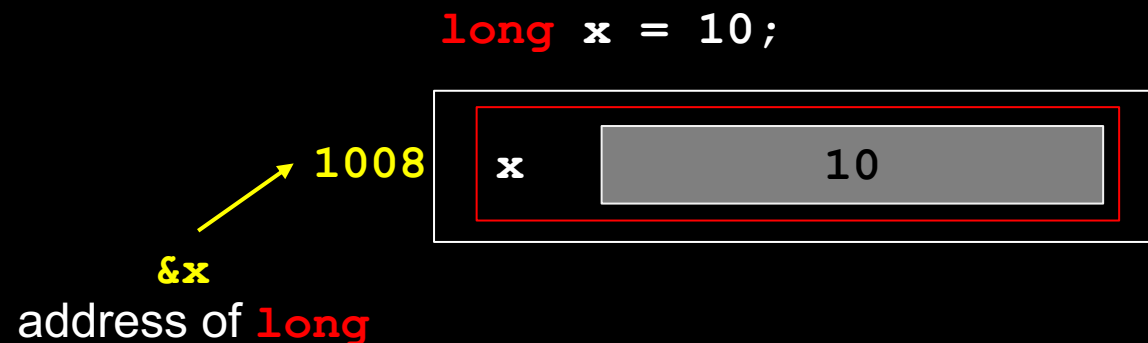 long x = 10;
1008 x 10
&x
address of long